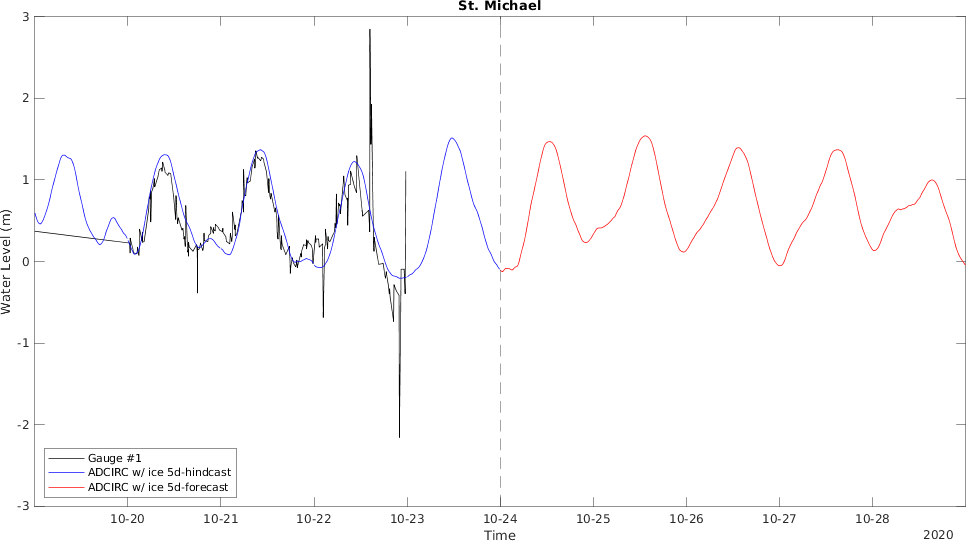 St. Michael
Water Level (m)
3
2
1
0
-1
-2
-3
Gauge #1
ADCIRC w/ ice 5d-hindcast
ADCIRC w/ ice 5d-forecast
10-20 10-21 10-22 10-23 10-24 10-25 10-26 10-27 10-28
Time
2020